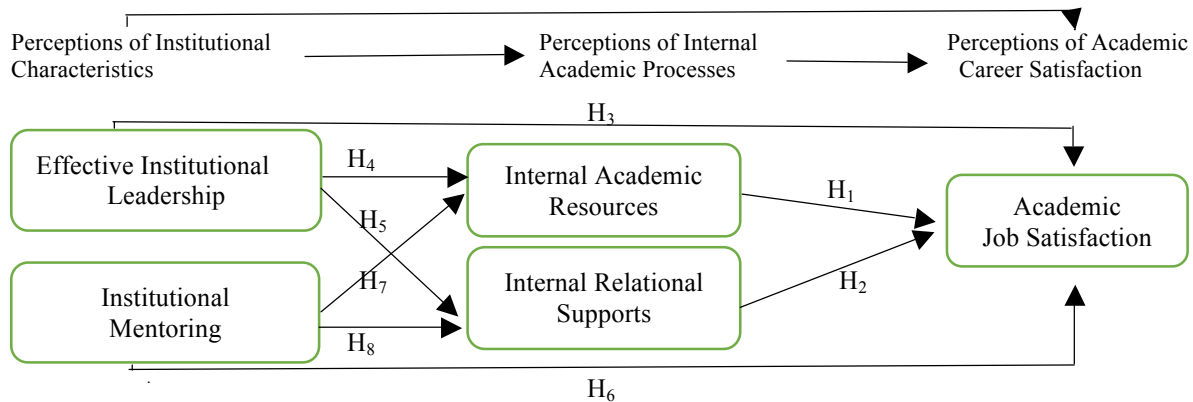 Perceptions of Institutional
Characteristics
Perceptions of Internal
Academic Processes
Perceptions of Academic
Career Satisfaction
H₃
Effective Institutional
Leadership
H₄
H₅
Internal Academic
Resources
H₁
Academic
Job Satisfaction
Institutional
Mentoring
H₇
H₈
Internal Relational
Supports
H₂
H₆